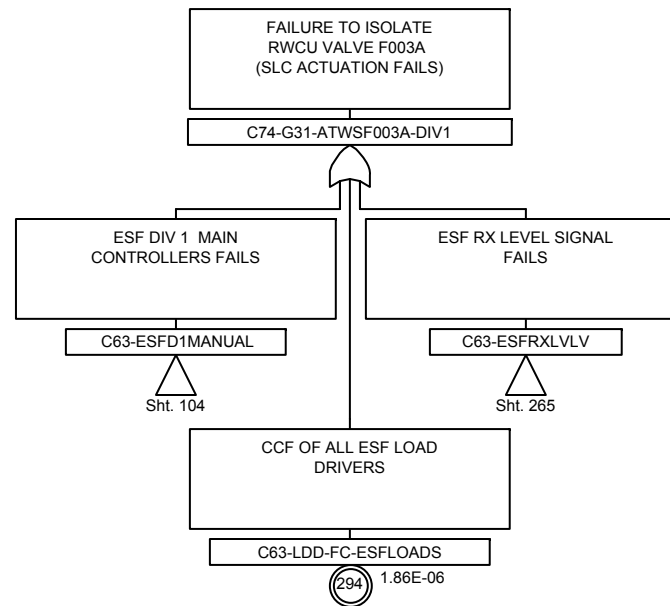 FAILURE TO ISOLATE
RWCU VALVE F003A
(SLC ACTUATION FAILS)
C74-G31-ATWSF003A-DIV1
ESF DIV 1 MAIN
CONTROLLERS FAILS
C63-ESFD1MANUAL
Sht. 104
ESF RX LEVEL SIGNAL
FAILS
C63-ESFRXLVLV
Sht. 265
CCF OF ALL ESF LOAD
DRIVERS
C63-LDD-FC-ESFLOADS
294
1.86E-06